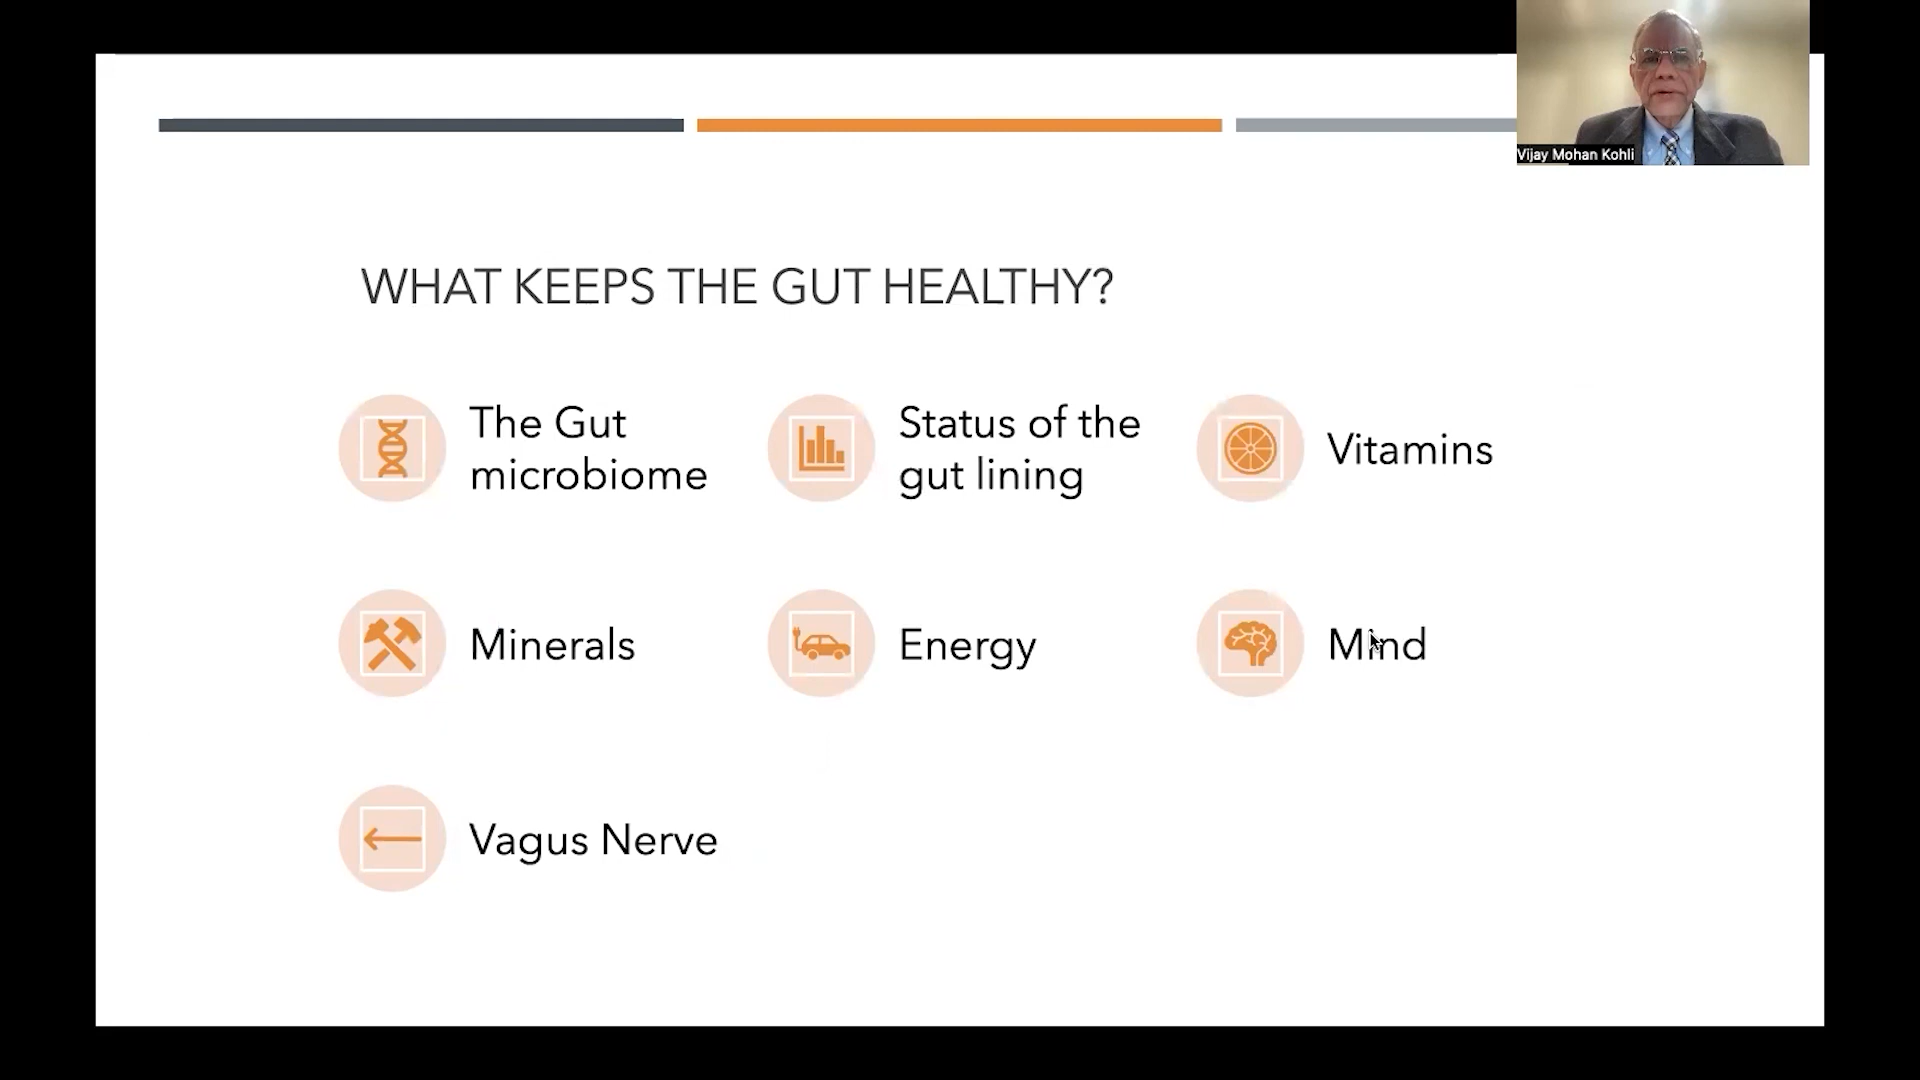 Vijay Mohan Kohli
WHAT KEEPS THE GUT HEALTHY?
The Gut
microbiome
Status of the
gut lining
Vitamins
Minerals
Energy
Mind
Vagus Nerve